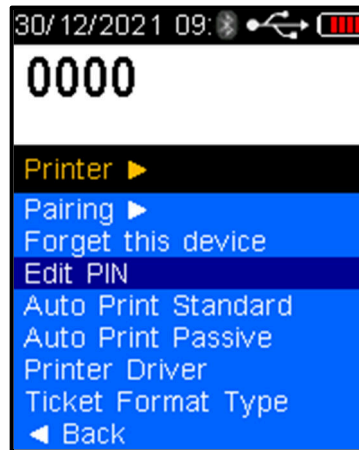 30/12/2021 09:
0000
Printer ▶
Pairing ▶
Forget this device
Edit PIN
Auto Print Standard
Auto Print Passive
Printer Driver
Ticket Format Type
◀ Back